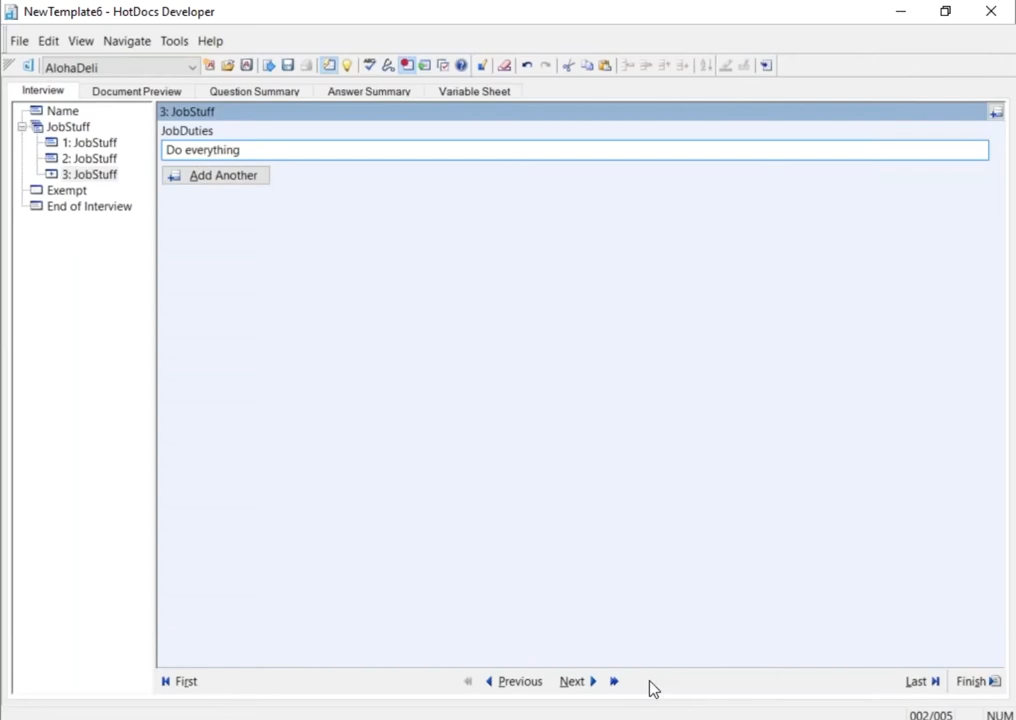 NewTemplate6 - HotDocs Developer
File Edit View Navigate Tools Help
AlohaDeli
Interview Document Preview Question Summary Answer Summary Variable Sheet
Name
JobStuff
1: JobStuff
2: JobStuff
3: JobStuff
Exempt
End of Interview
3: JobStuff
JobDuties
Do everything
Add Another
First Previous Next Last Finish
002/005 NUM